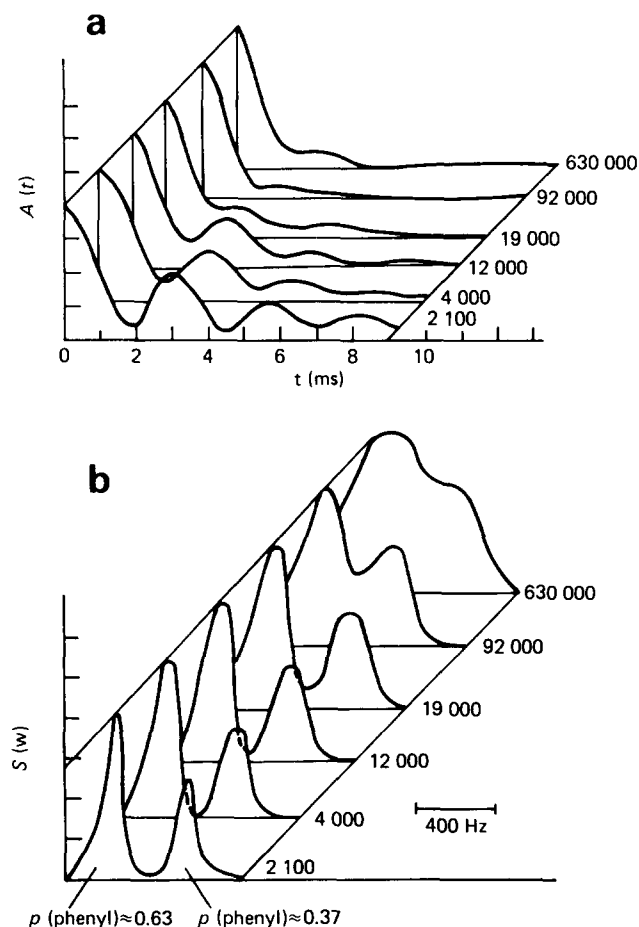 a
A (t)
630 000
92 000
19 000
12 000
4 000
2 100
0 2 4 6 8 10
t (ms)
b
S (w)
630 000
92 000
19 000
12 000
4 000
2 100
400 Hz
p (phenyl)≈0.63 p (phenyl)≈0.37